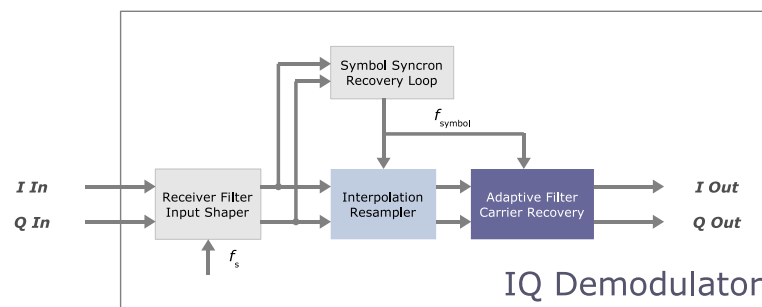 Symbol Syncron
Recovery Loop
f symbol
I In
Q In
Receiver Filter
Input Shaper
Interpolation
Resampler
Adaptive Filter
Carrier Recovery
I Out
Q Out
f s
IQ Demodulator